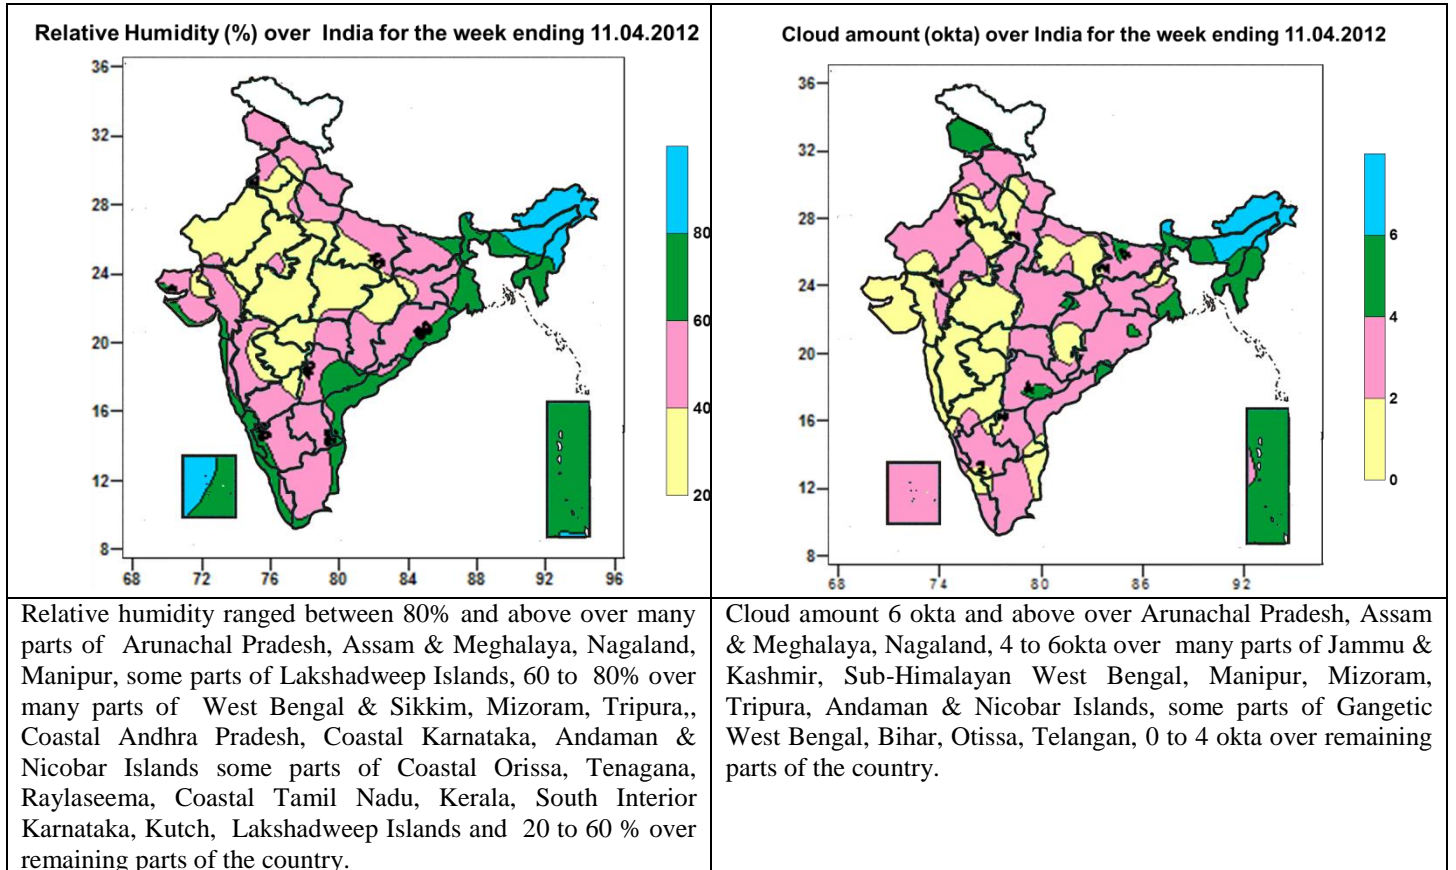 Relative Humidity (%) over India for the week ending 11.04.2012
36
32
28
24
20
16
12
8
68 72 76 80 84 88 92 96
80
60
40
20
Relative humidity ranged between 80% and above over many
parts of Arunachal Pradesh, Assam & Meghalaya, Nagaland,
Manipur, some parts of Lakshadweep Islands, 60 to 80% over
many parts of West Bengal & Sikkim, Mizoram, Tripura,,
Coastal Andhra Pradesh, Coastal Karnataka, Andaman &
Nicobar Islands some parts of Coastal Orissa, Tenagana,
Raylaseema, Coastal Tamil Nadu, Kerala, South Interior
Karnataka, Kutch, Lakshadweep Islands and 20 to 60 % over
remaining parts of the country.
Cloud amount (okta) over India for the week ending 11.04.2012
36
32
28
24
20
16
12
8
68 74 80 86 92
6
4
2
0
Cloud amount 6 okta and above over Arunachal Pradesh, Assam
& Meghalaya, Nagaland, 4 to 6okta over many parts of Jammu &
Kashmir, Sub-Himalayan West Bengal, Manipur, Mizoram,
Tripura, Andaman & Nicobar Islands, some parts of Gangetic
West Bengal, Bihar, Otissa, Telangan, 0 to 4 okta over remaining
parts of the country.